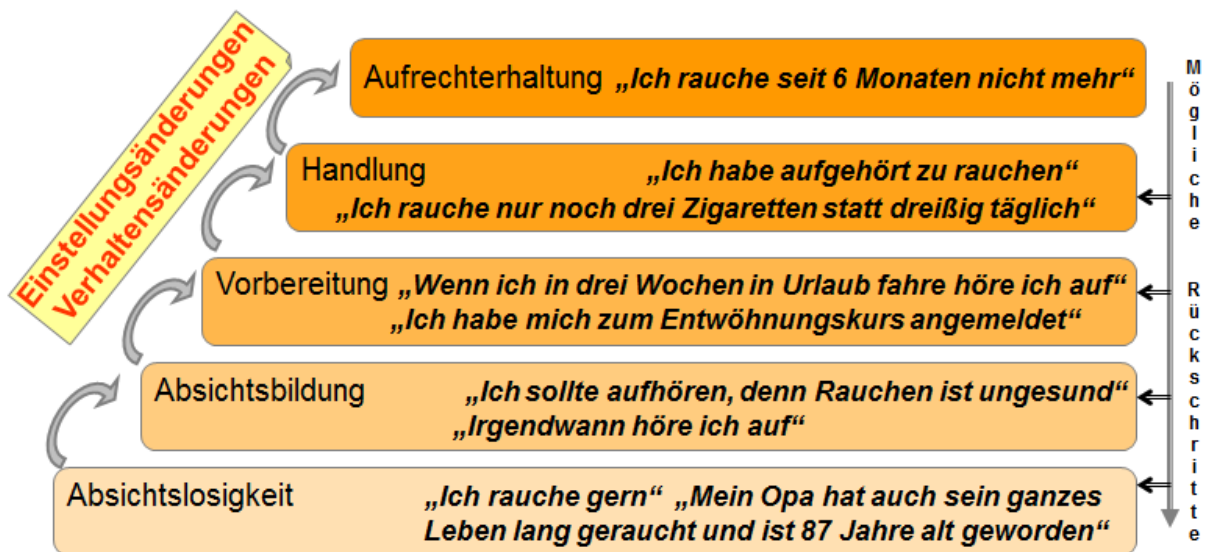 Einstellungsänderungen
Verhaltensänderungen
Aufrechterhaltung „Ich rauche seit 6 Monaten nicht mehr“
Handlung „Ich habe aufgehört zu rauchen“
„Ich rauche nur noch drei Zigaretten statt dreißig täglich“
Vorbereitung „Wenn ich in drei Wochen in Urlaub fahre höre ich auf“
„Ich habe mich zum Entwöhnungskurs angemeldet“
Absichtsbildung „Ich sollte aufhören, denn Rauchen ist ungesund“
„Irgendwann höre ich auf“
Absichtslosigkeit „Ich rauche gern“ „Mein Opa hat auch sein ganzes
Leben lang geraucht und ist 87 Jahre alt geworden“
Mögliche Rückschritte